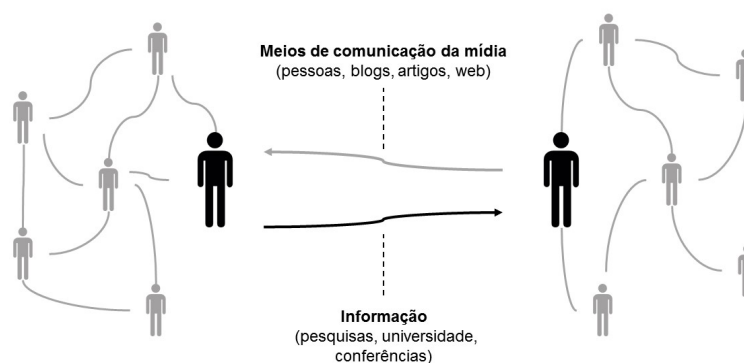 Meios de comunicação da mídia
(pessoas, blogs, artigos, web)
Informação
(pesquisas, universidade,
conferências)